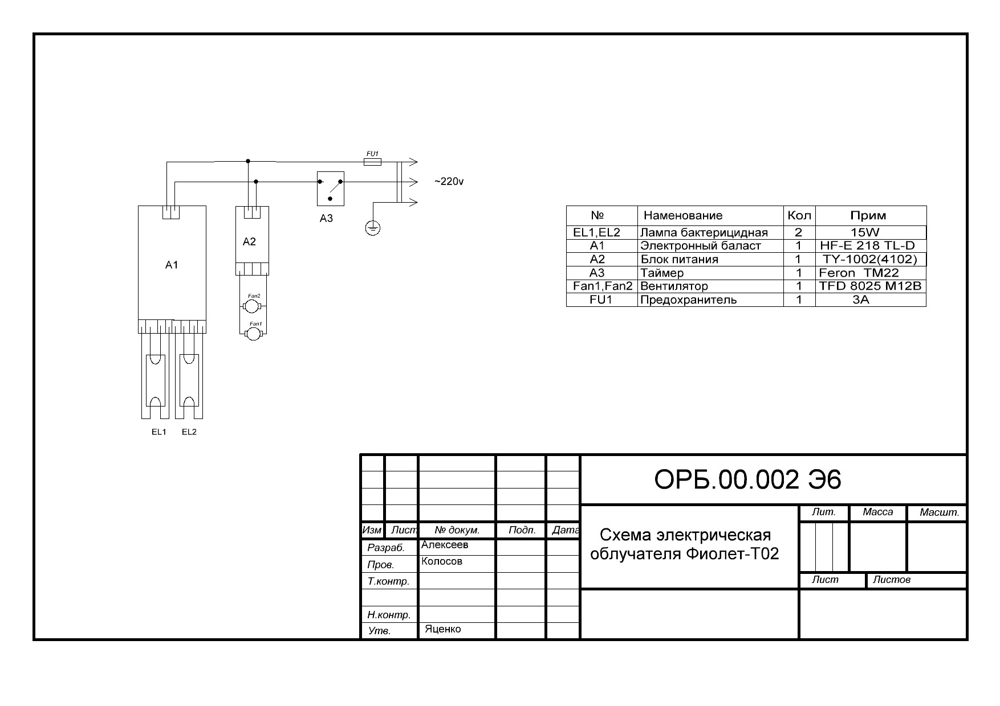 FU1
~220v
A3
A2
A1
Fan2
Fan1
EL1 EL2
№ Наменование Кол Прим
EL1,EL2 Лампа бактерицидная 2 15W
A1 Электронный баласт 1 HF-E 218 TL-D
A2 Блок питания 1 TY-1002(4102)
A3 Таймер 1 Feron TM22
Fan1,Fan2 Вентилятор 1 TFD 8025 M12B
FU1 Предохранитель 1 3A
ОРБ.00.002 Э6
Лит. Масса Масшт.
Изм Лист № докум. Подп. Дата
Схема электрическая
облучателя Фиолет-Т02
Разраб. Алексеев
Пров. Колосов
Т.контр.
Лист Листов
Н.контр.
Утв. Яценко